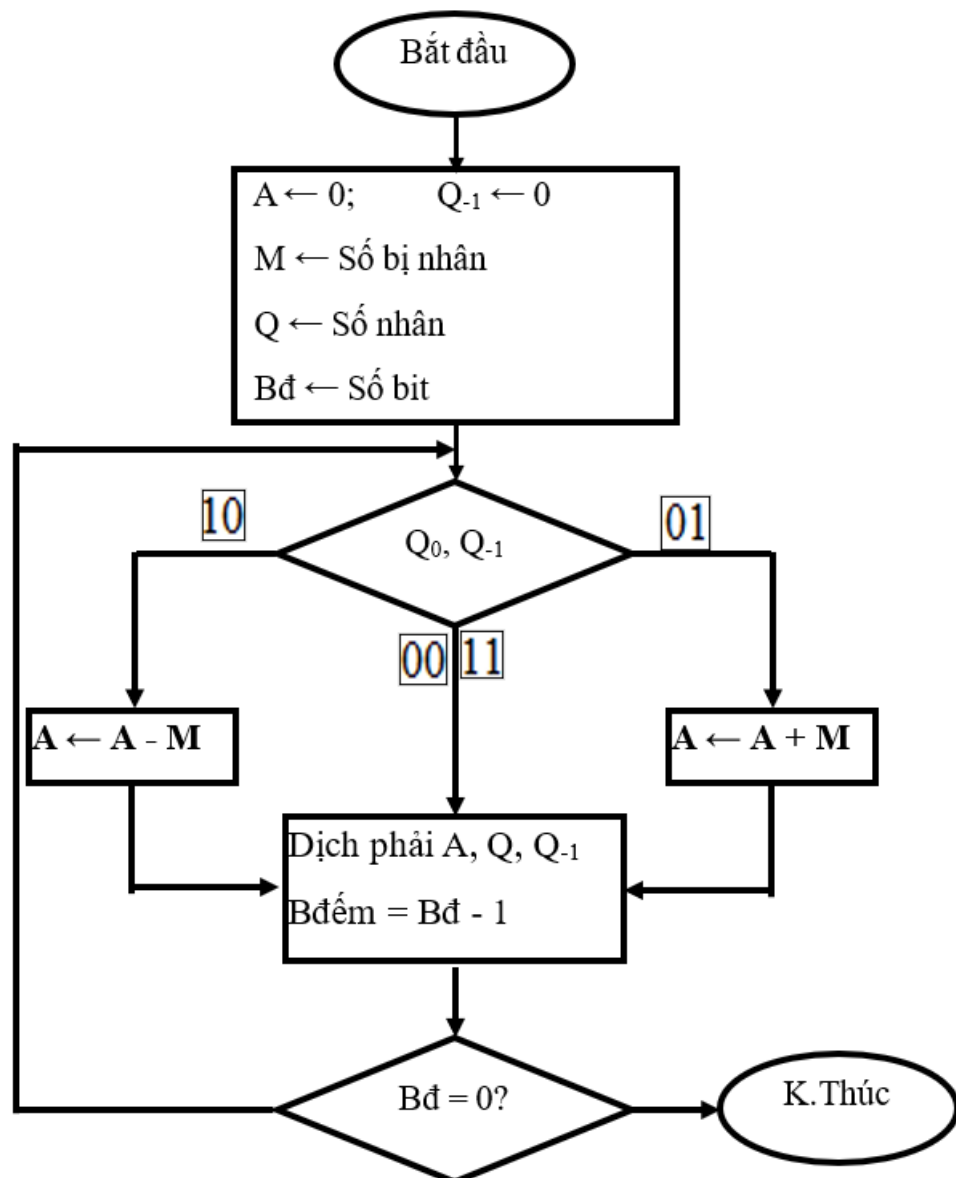 Bắt đầu
A ← 0; Q-1 ← 0
M ← Số bị nhân
Q ← Số nhân
Bđ ← Số bit
10
Q0, Q-1
01
00 11
A ← A - M
A ← A + M
Dịch phải A, Q, Q-1
Bđếm = Bđ - 1
Bđ = 0?
K.Thúc